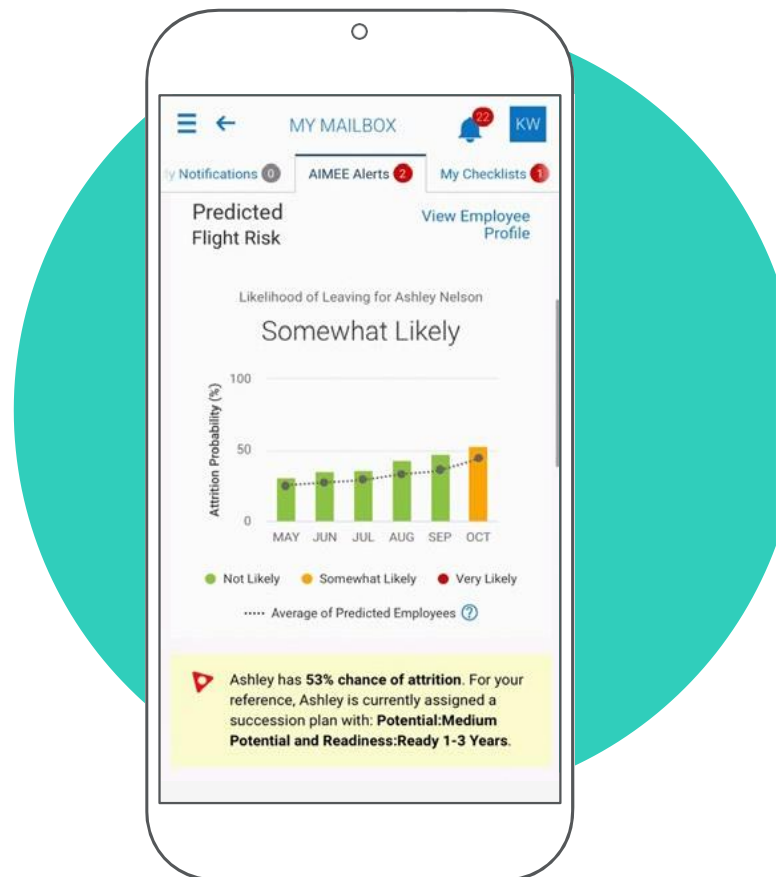 MY MAILBOX
22
KW
y Notifications 0
AIMEE Alerts 2
My Checklists 1
Predicted
Flight Risk
View Employee
Profile
Likelihood of Leaving for Ashley Nelson
Somewhat Likely
Attrition Probability (%)
100
50
0
MAY JUN JUL AUG SEP OCT
Not Likely Somewhat Likely Very Likely
Average of Predicted Employees ?
Ashley has 53% chance of attrition. For your
reference, Ashley is currently assigned a
succession plan with: Potential:Medium
Potential and Readiness:Ready 1-3 Years.